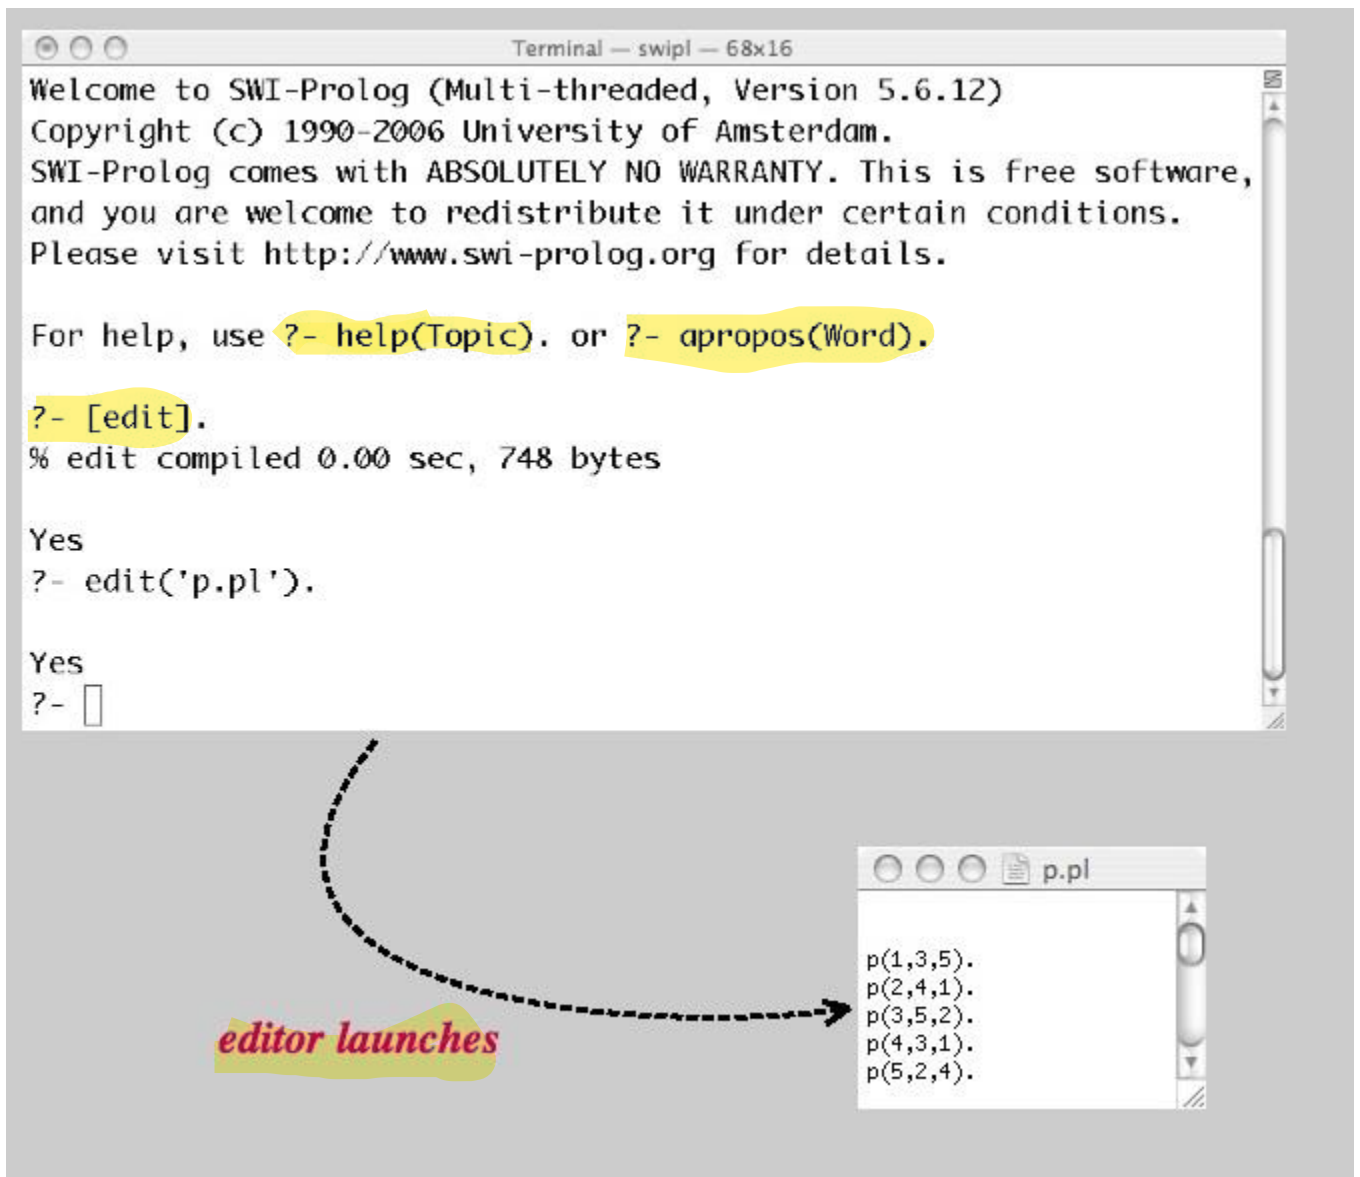 Terminal — swipl — 68x16
Welcome to SWI-Prolog (Multi-threaded, Version 5.6.12)
Copyright (c) 1990-2006 University of Amsterdam.
SWI-Prolog comes with ABSOLUTELY NO WARRANTY. This is free software,
and you are welcome to redistribute it under certain conditions.
Please visit http://www.swi-prolog.org for details.
For help, use ?- help(Topic). or ?- apropos(Word).
?- [edit].
% edit compiled 0.00 sec, 748 bytes
Yes
?- edit('p.pl').
Yes
?-
editor launches
p.pl
p(1,3,5).
p(2,4,1).
p(3,5,2).
p(4,3,1).
p(5,2,4).